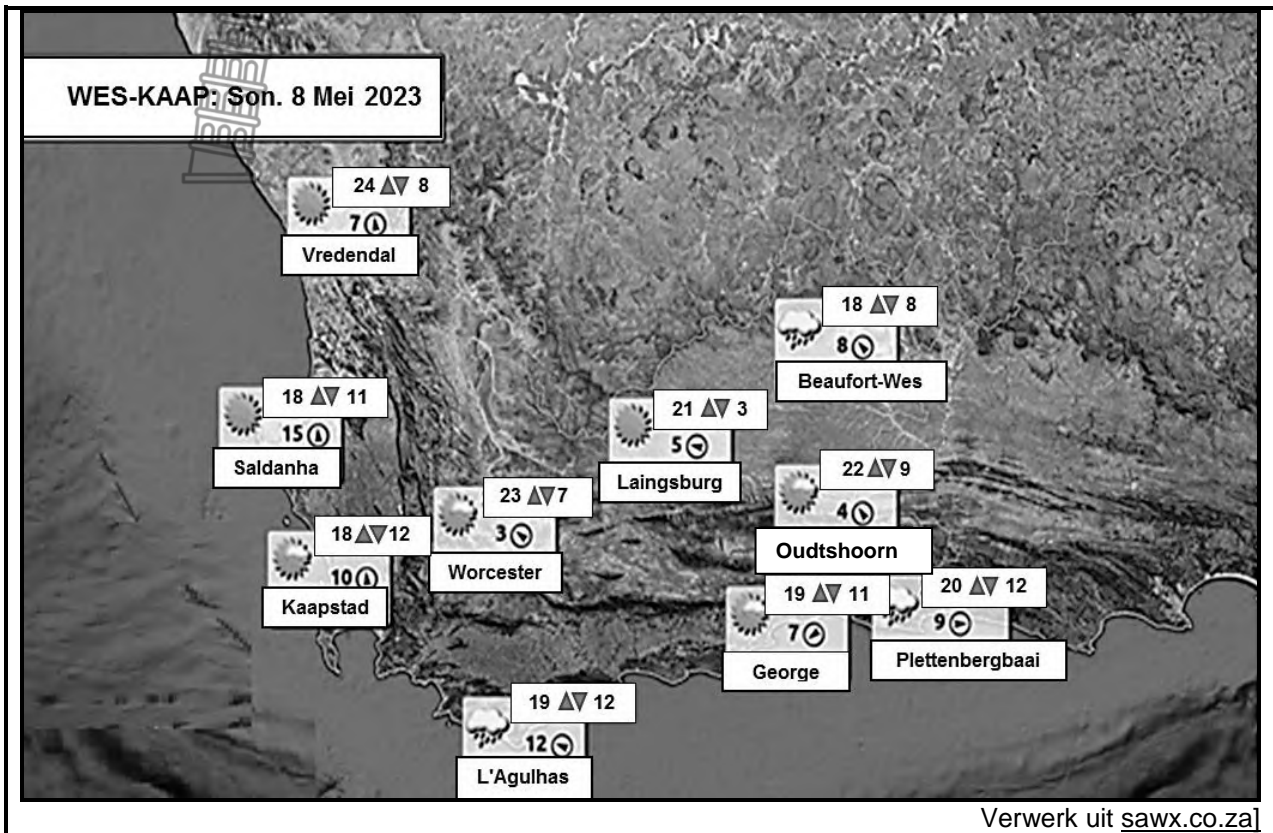 WES-KAAP: Son. 8 Mei 2023
24 8
7
Vredendal
18 8
8
Beaufort-Wes
18 11
15
Saldanha
21 3
5
Laingsburg
22 9
4
Oudtshoorn
23 7
3
Worcester
18 12
10
Kaapstad
19 11
7
George
20 12
9
Plettenbergbaai
19 12
12
L'Agulhas
Verwerk uit sawx.co.za]